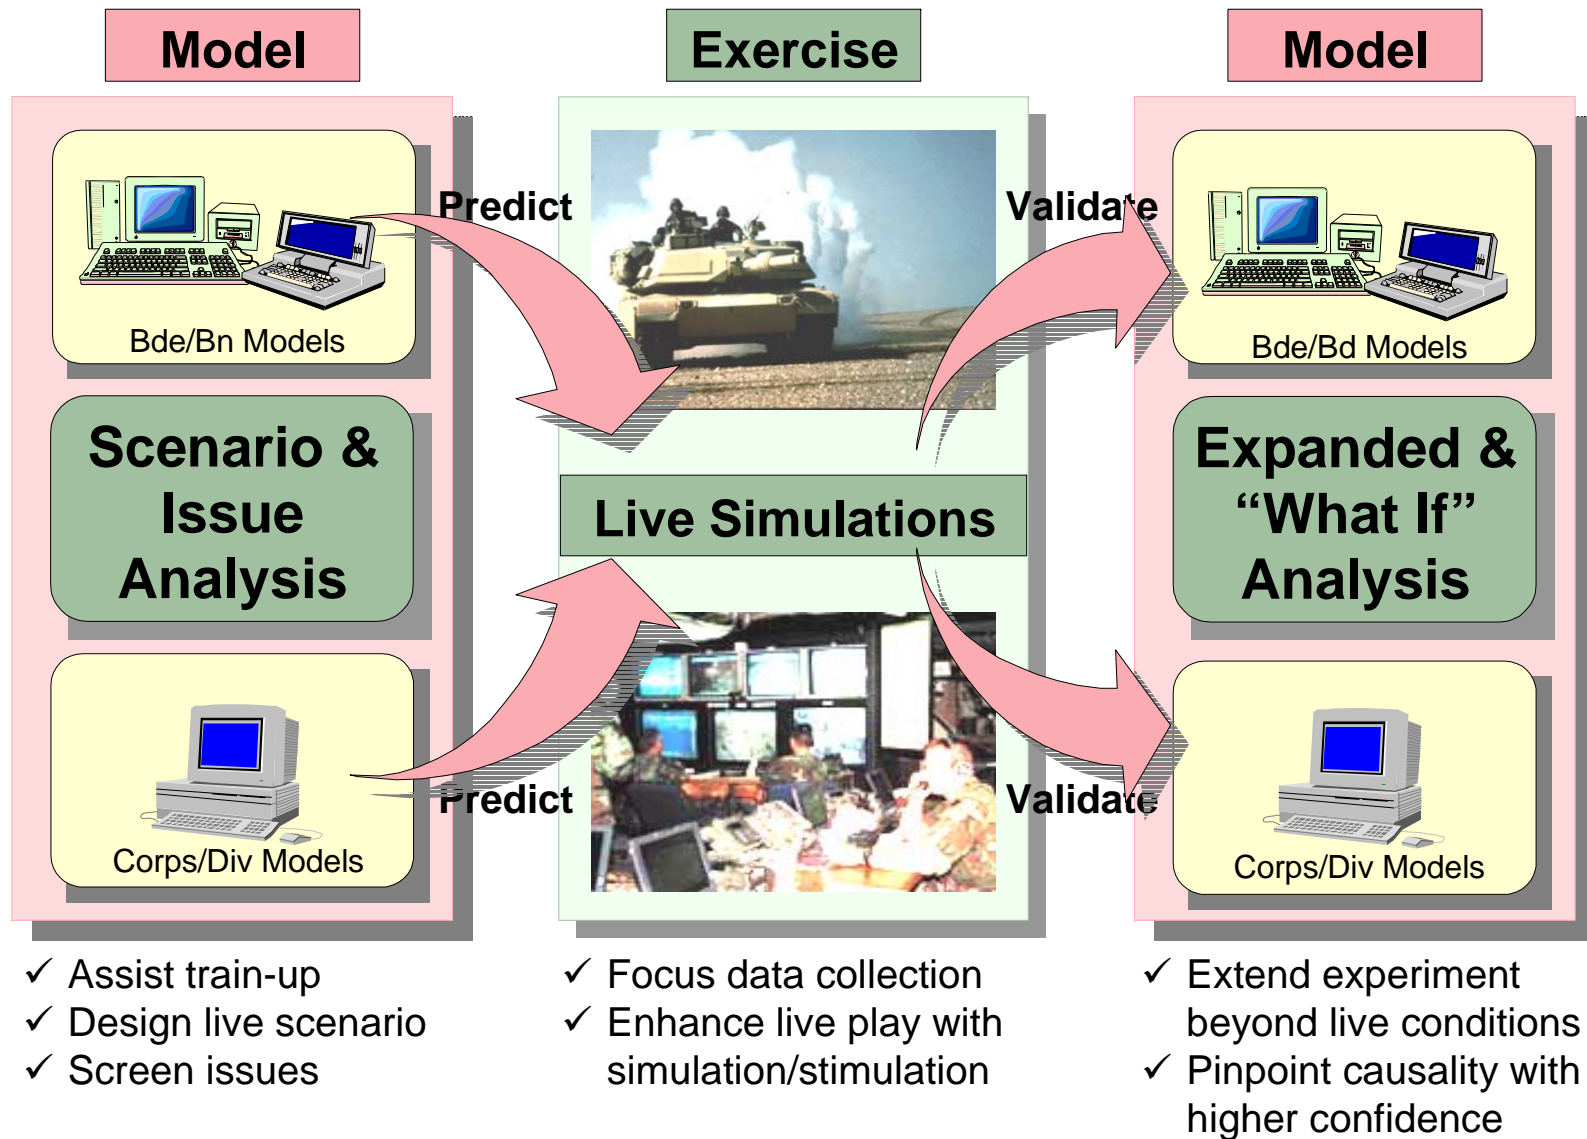 Model
Exercise
Model
Predict
Validate
Bde/Bn Models
Bde/Bd Models
Scenario &
Issue
Analysis
Live Simulations
Expanded &
“What If”
Analysis
Predict
Validate
Corps/Div Models
Corps/Div Models
✓ Assist train-up
✓ Design live scenario
✓ Screen issues
✓ Focus data collection
✓ Enhance live play with
simulation/stimulation
✓ Extend experiment
beyond live conditions
✓ Pinpoint causality with
higher confidence